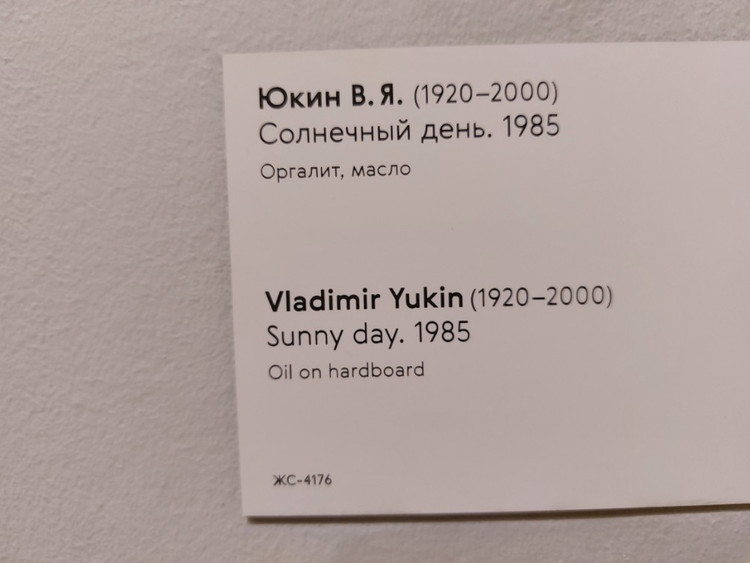 Юкин В. Я. (1920–2000)
Солнечный день. 1985
Оргалит, масло
Vladimir Yukin (1920–2000)
Sunny day. 1985
Oil on hardboard
ЖС-4176